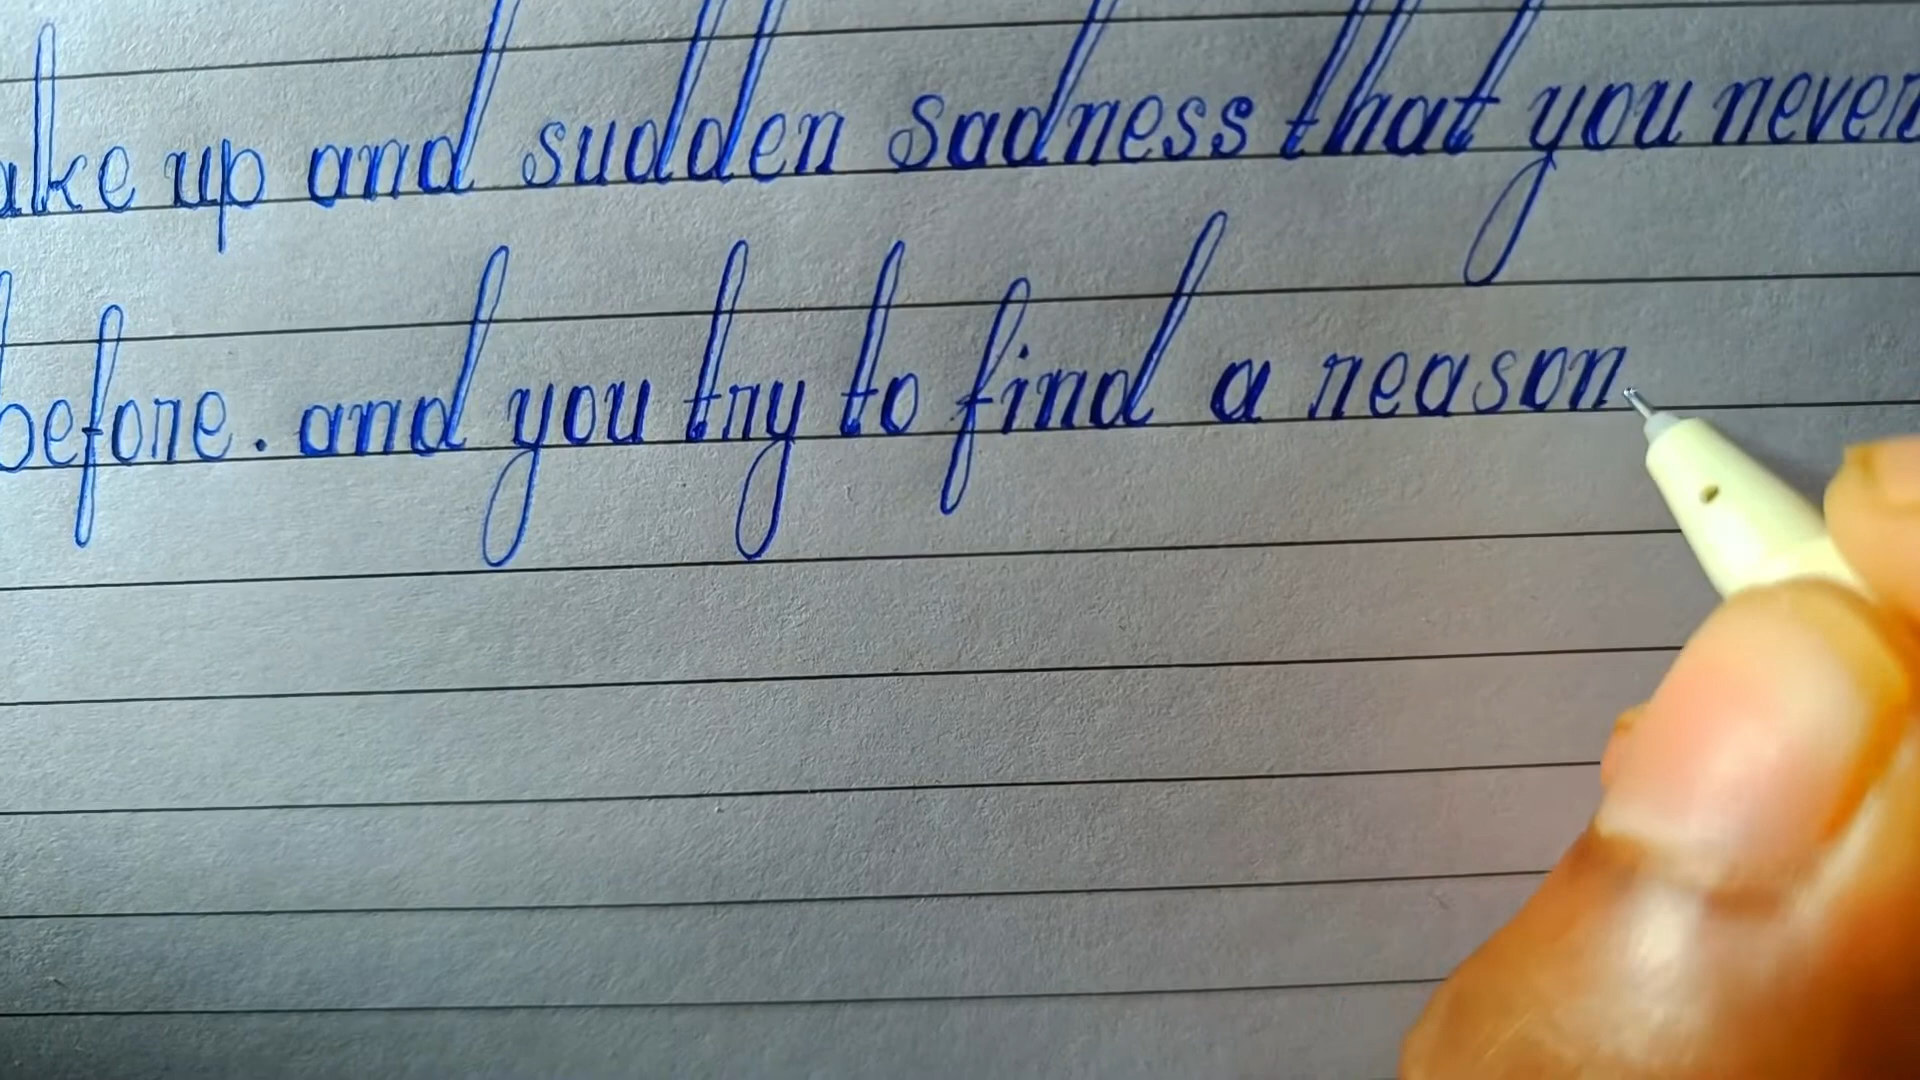 ake up and sudden sadness that you never
before. and you try to find a reason